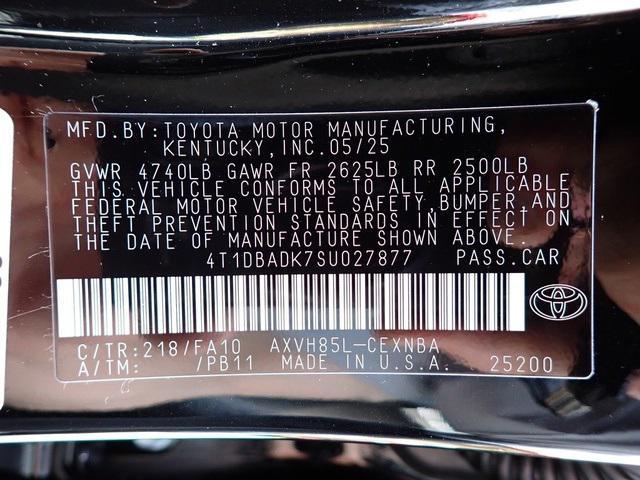 MFD.BY:TOYOTA MOTOR MANUFACTURING,
KENTUCKY,INC.05/25
GVWR 4740LB GAWR FR 2625LB RR 2500LB
THIS VEHICLE CONFORMS TO ALL APPLICABLE
FEDERAL MOTOR VEHICLE SAFETY,BUMPER,AND
THEFT PREVENTION STANDARDS IN EFFECT ON
THE DATE OF MANUFACTURE SHOWN ABOVE.
4T1DBADK7SU027877 PASS.CAR
C/TR:218/FA10 AXVH85L-CEXNBA
A/TM: /PB11 MADE IN U.S.A. 25200